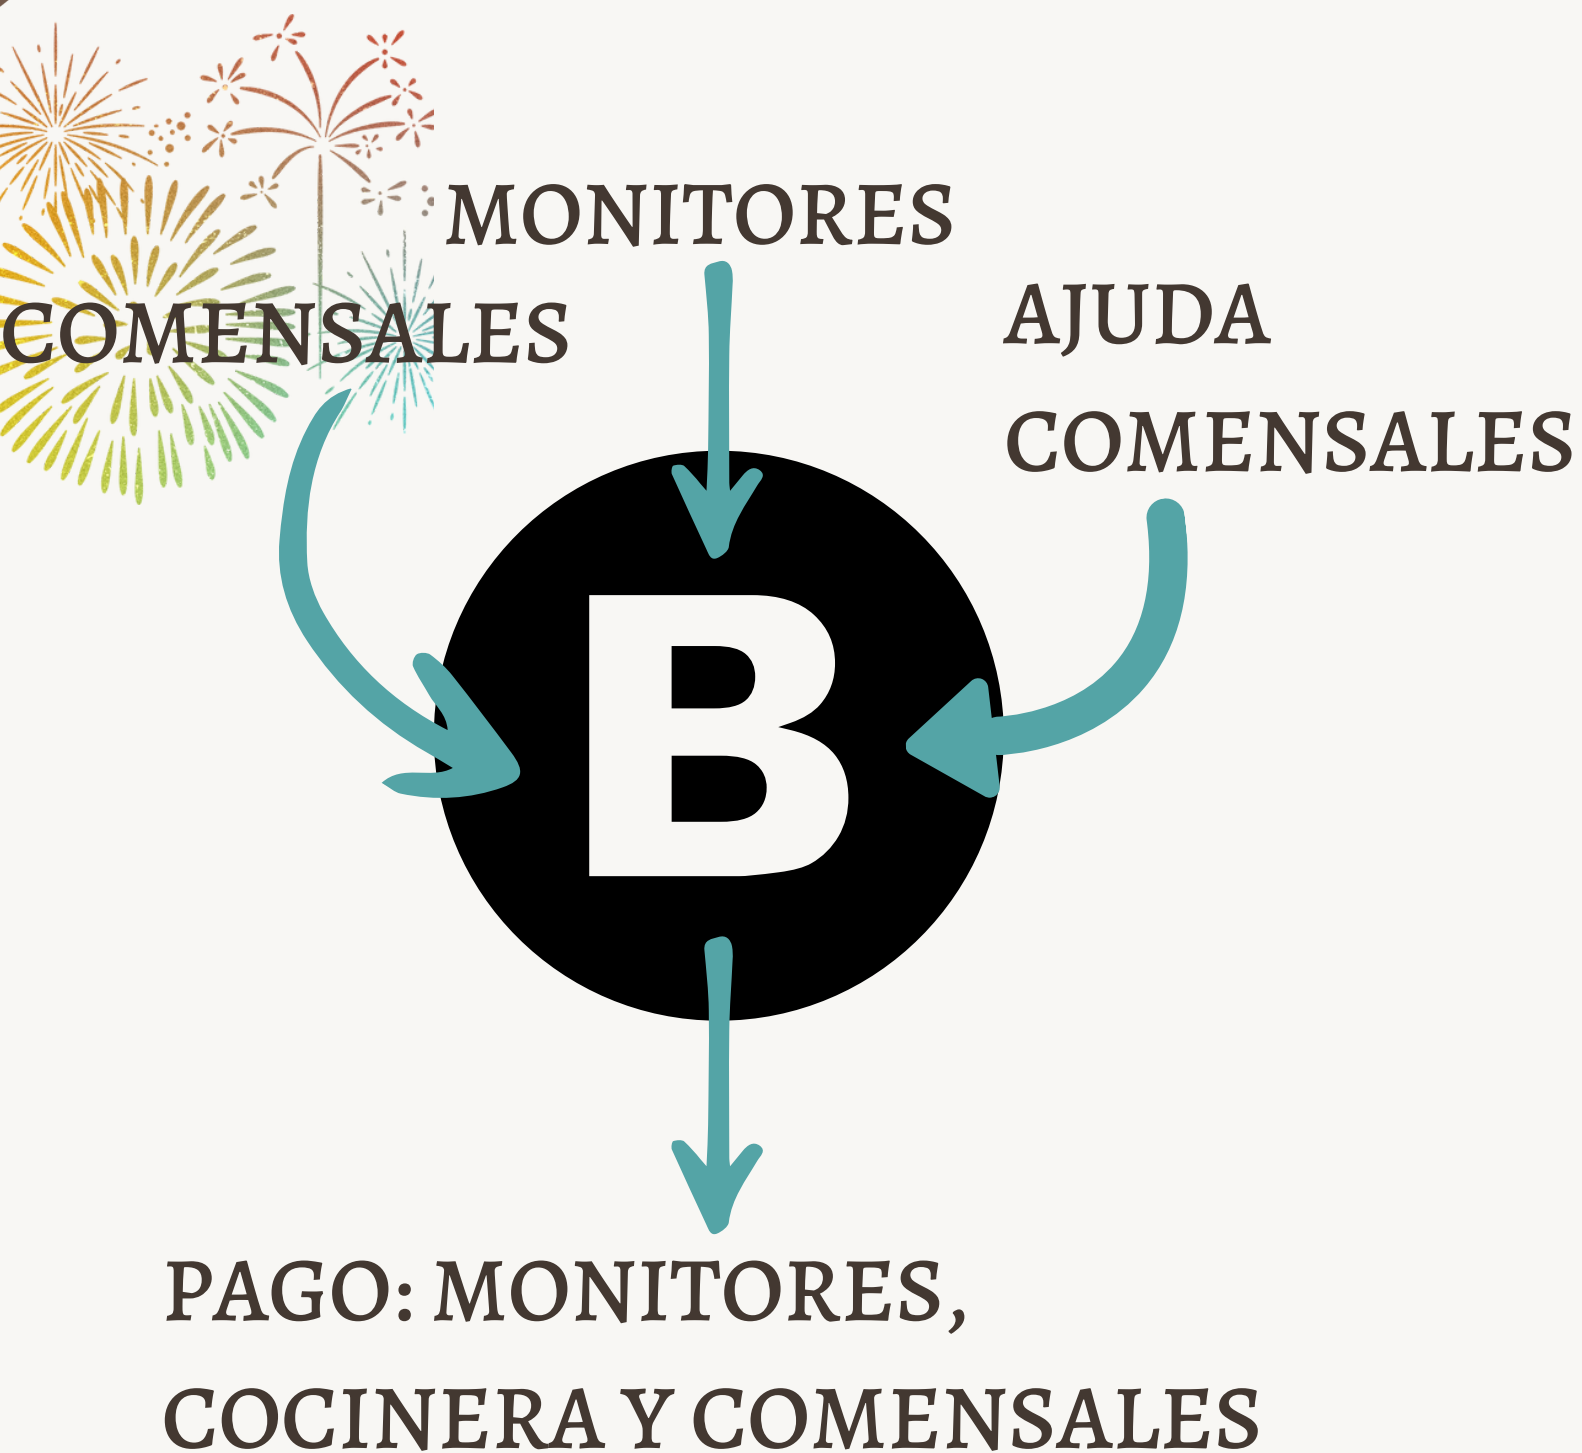 MONITORES
COMENSALES
AJUDA
COMENSALES
B
PAGO: MONITORES,
COCINERA Y COMENSALES